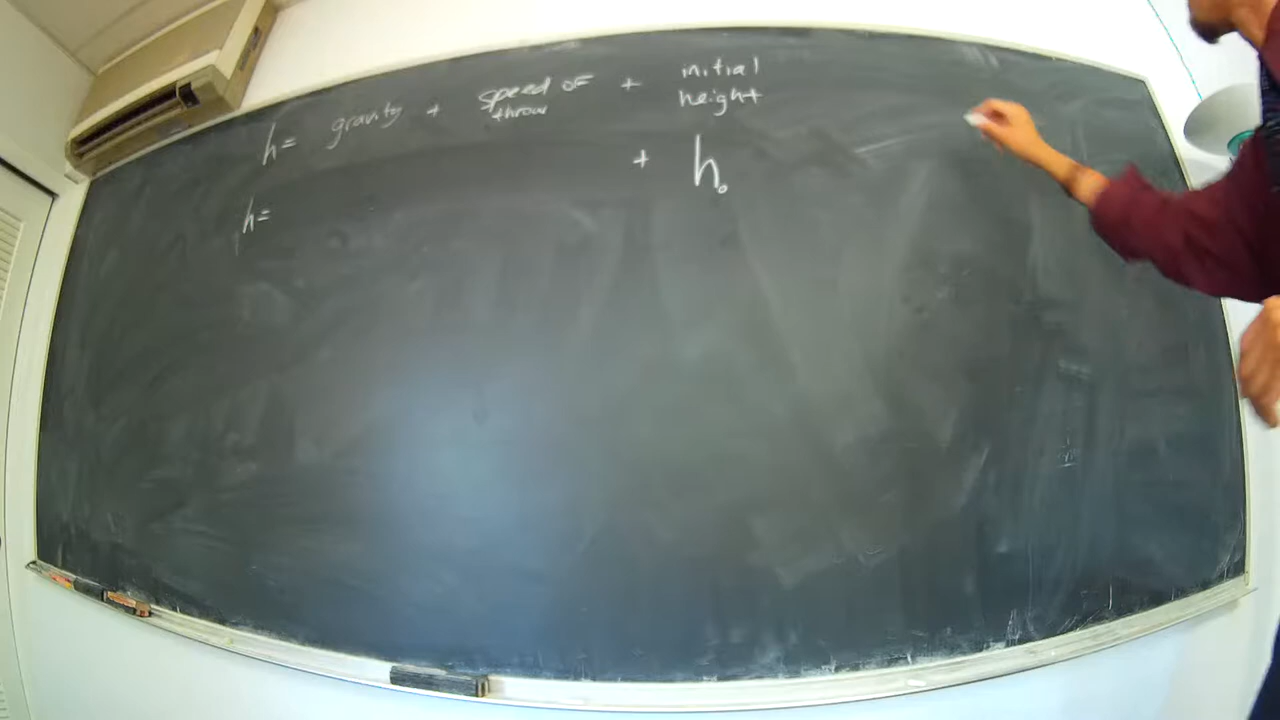 h = gravity + speed of throw + initial height
h = + h₀